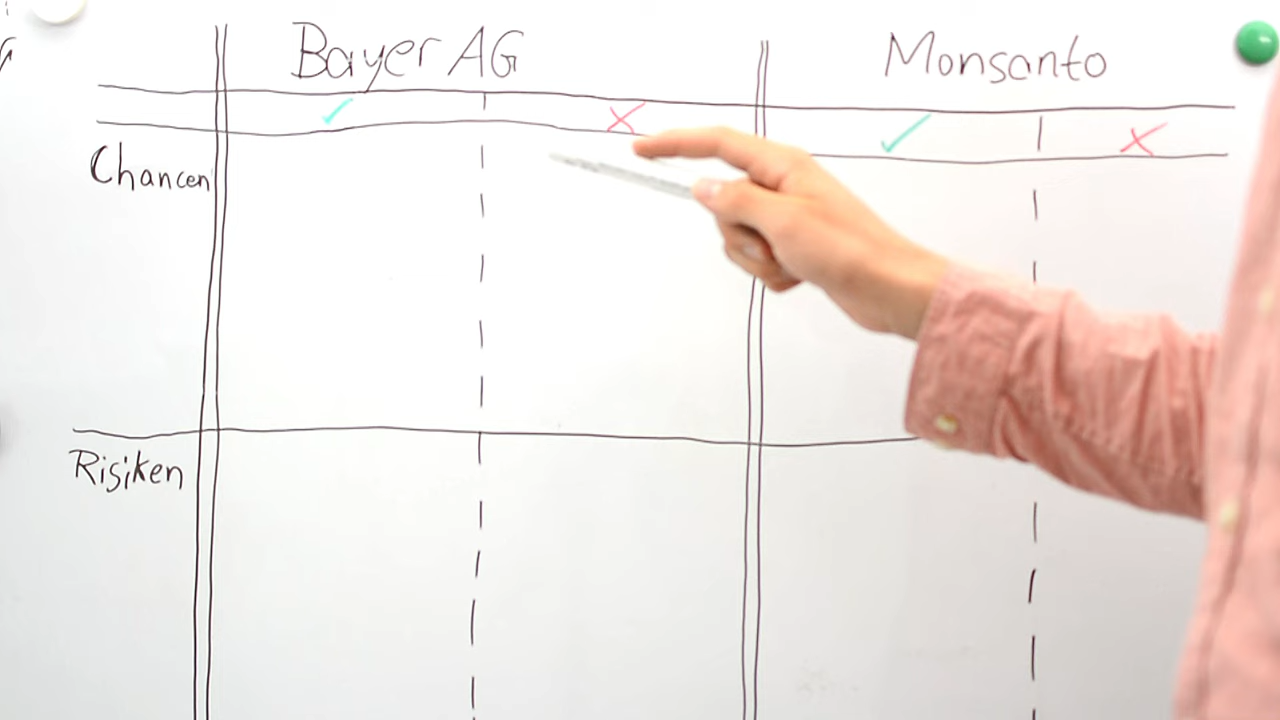 Bayer AG
Monsanto
✓ ✗ ✓ ✗
Chancen
Risiken